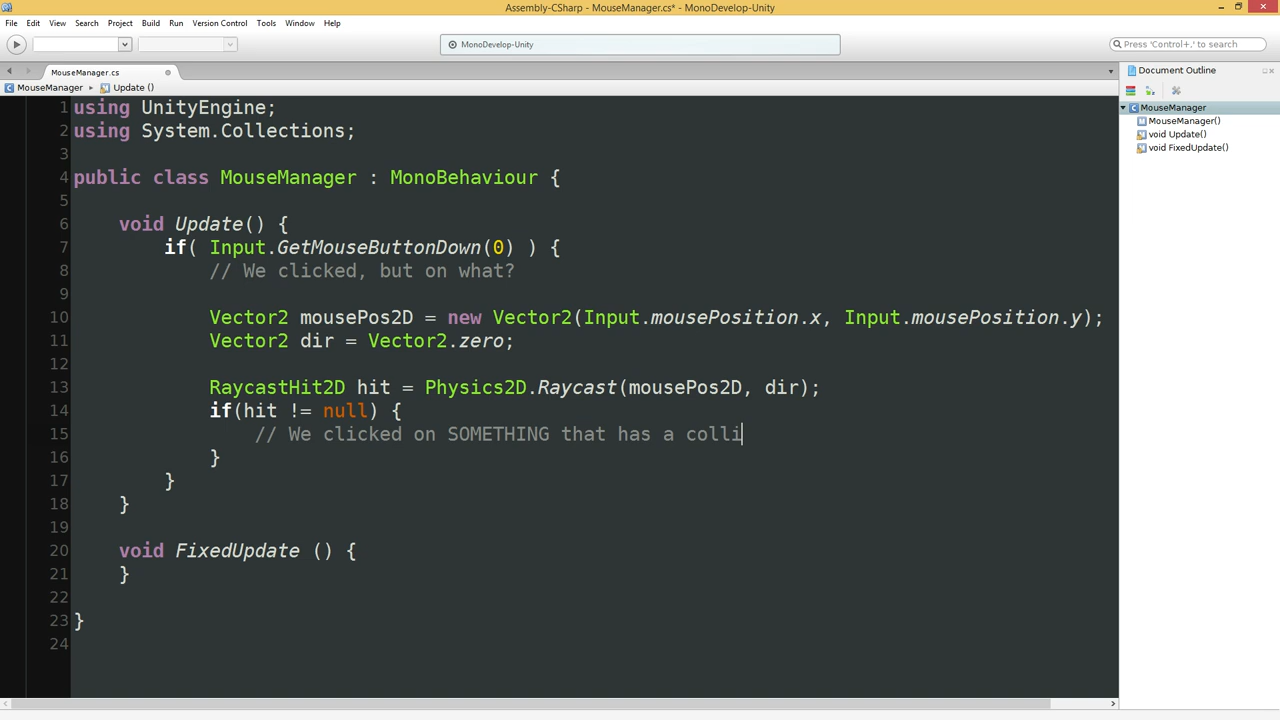 Assembly-CSharp - MouseManager.cs* - MonoDevelop-Unity
File Edit View Search Project Build Run Version Control Tools Window Help
MonoDevelop-Unity
Press 'Control+,' to search
MouseManager.cs
MouseManager ▸ Update ()
1 using UnityEngine;
2 using System.Collections;
3
4 public class MouseManager : MonoBehaviour {
5
6 void Update() {
7 if( Input.GetMouseButtonDown(0) ) {
8 // We clicked, but on what?
9
10 Vector2 mousePos2D = new Vector2(Input.mousePosition.x, Input.mousePosition.y);
11 Vector2 dir = Vector2.zero;
12
13 RaycastHit2D hit = Physics2D.Raycast(mousePos2D, dir);
14 if(hit != null) {
15 // We clicked on SOMETHING that has a colli
16 }
17 }
18 }
19
20 void FixedUpdate () {
21 }
22
23 }
24
Document Outline
MouseManager
MouseManager()
void Update()
void FixedUpdate()